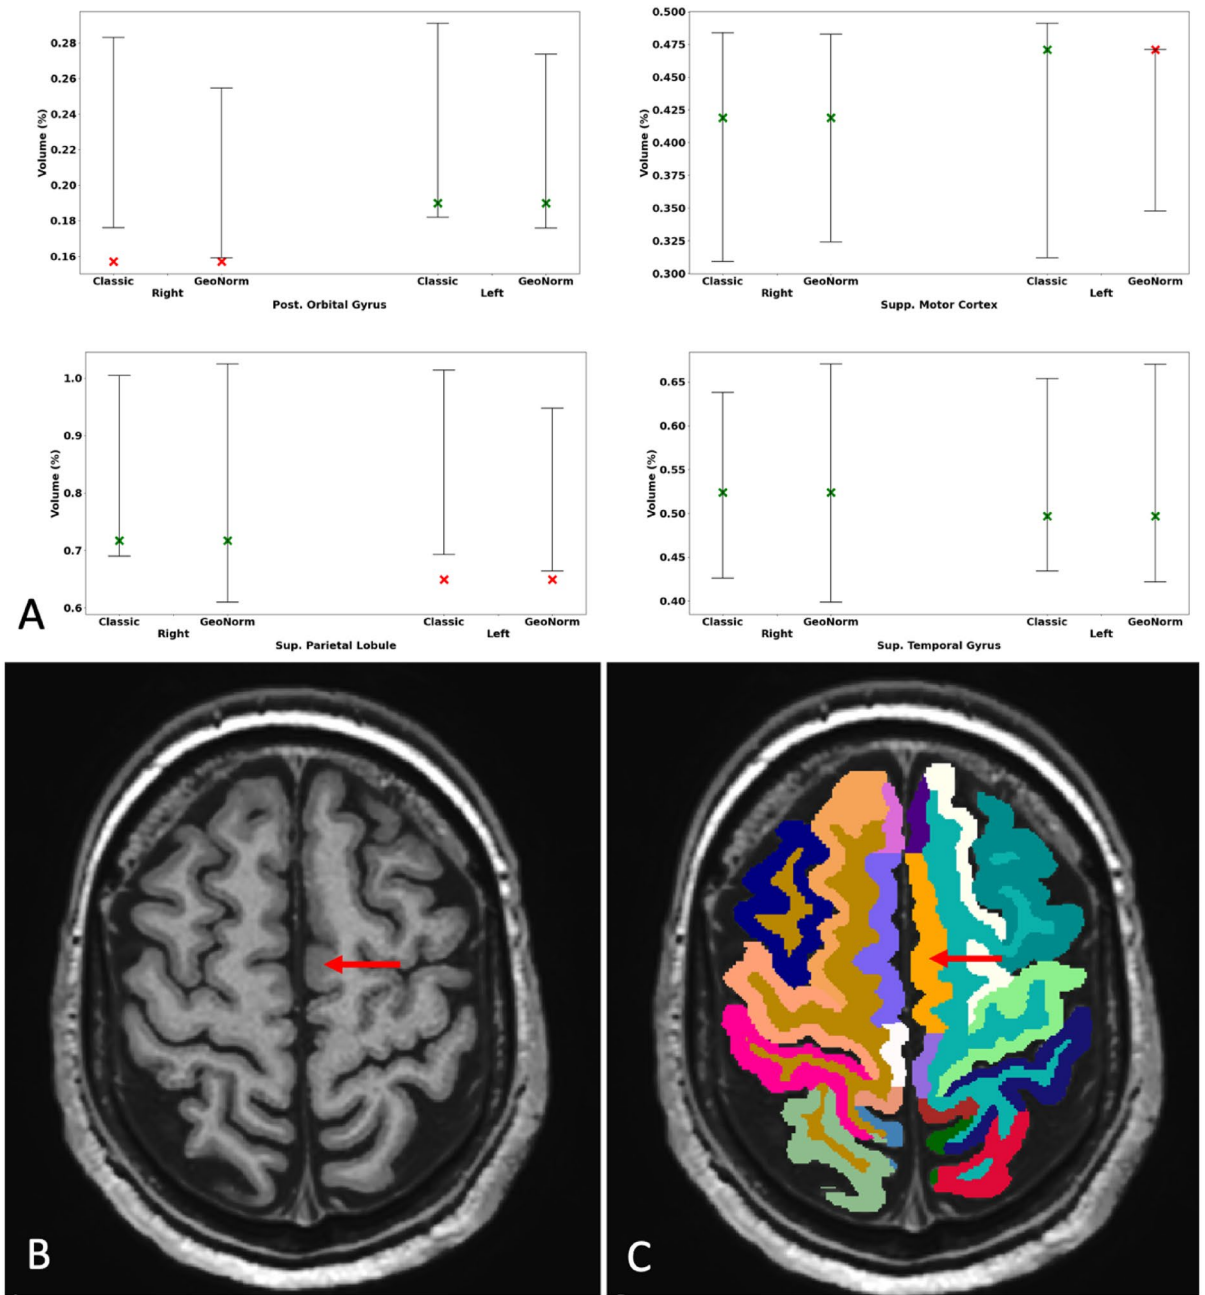 0.28
0.26
0.24
0.22
0.20
0.18
0.16
Volume (%)
Classic GeoNorm Classic GeoNorm
Right Left
Post. Orbital Gyrus
0.500
0.475
0.450
0.425
0.400
0.375
0.350
0.325
0.300
Volume (%)
Classic GeoNorm Classic GeoNorm
Right Left
Supp. Motor Cortex
1.0
0.9
0.8
0.7
0.6
Volume (%)
Classic GeoNorm Classic GeoNorm
Right Left
Sup. Parietal Lobule
0.65
0.60
0.55
0.50
0.45
0.40
Volume (%)
Classic GeoNorm Classic GeoNorm
Right Left
Sup. Temporal Gyrus
A
B
C